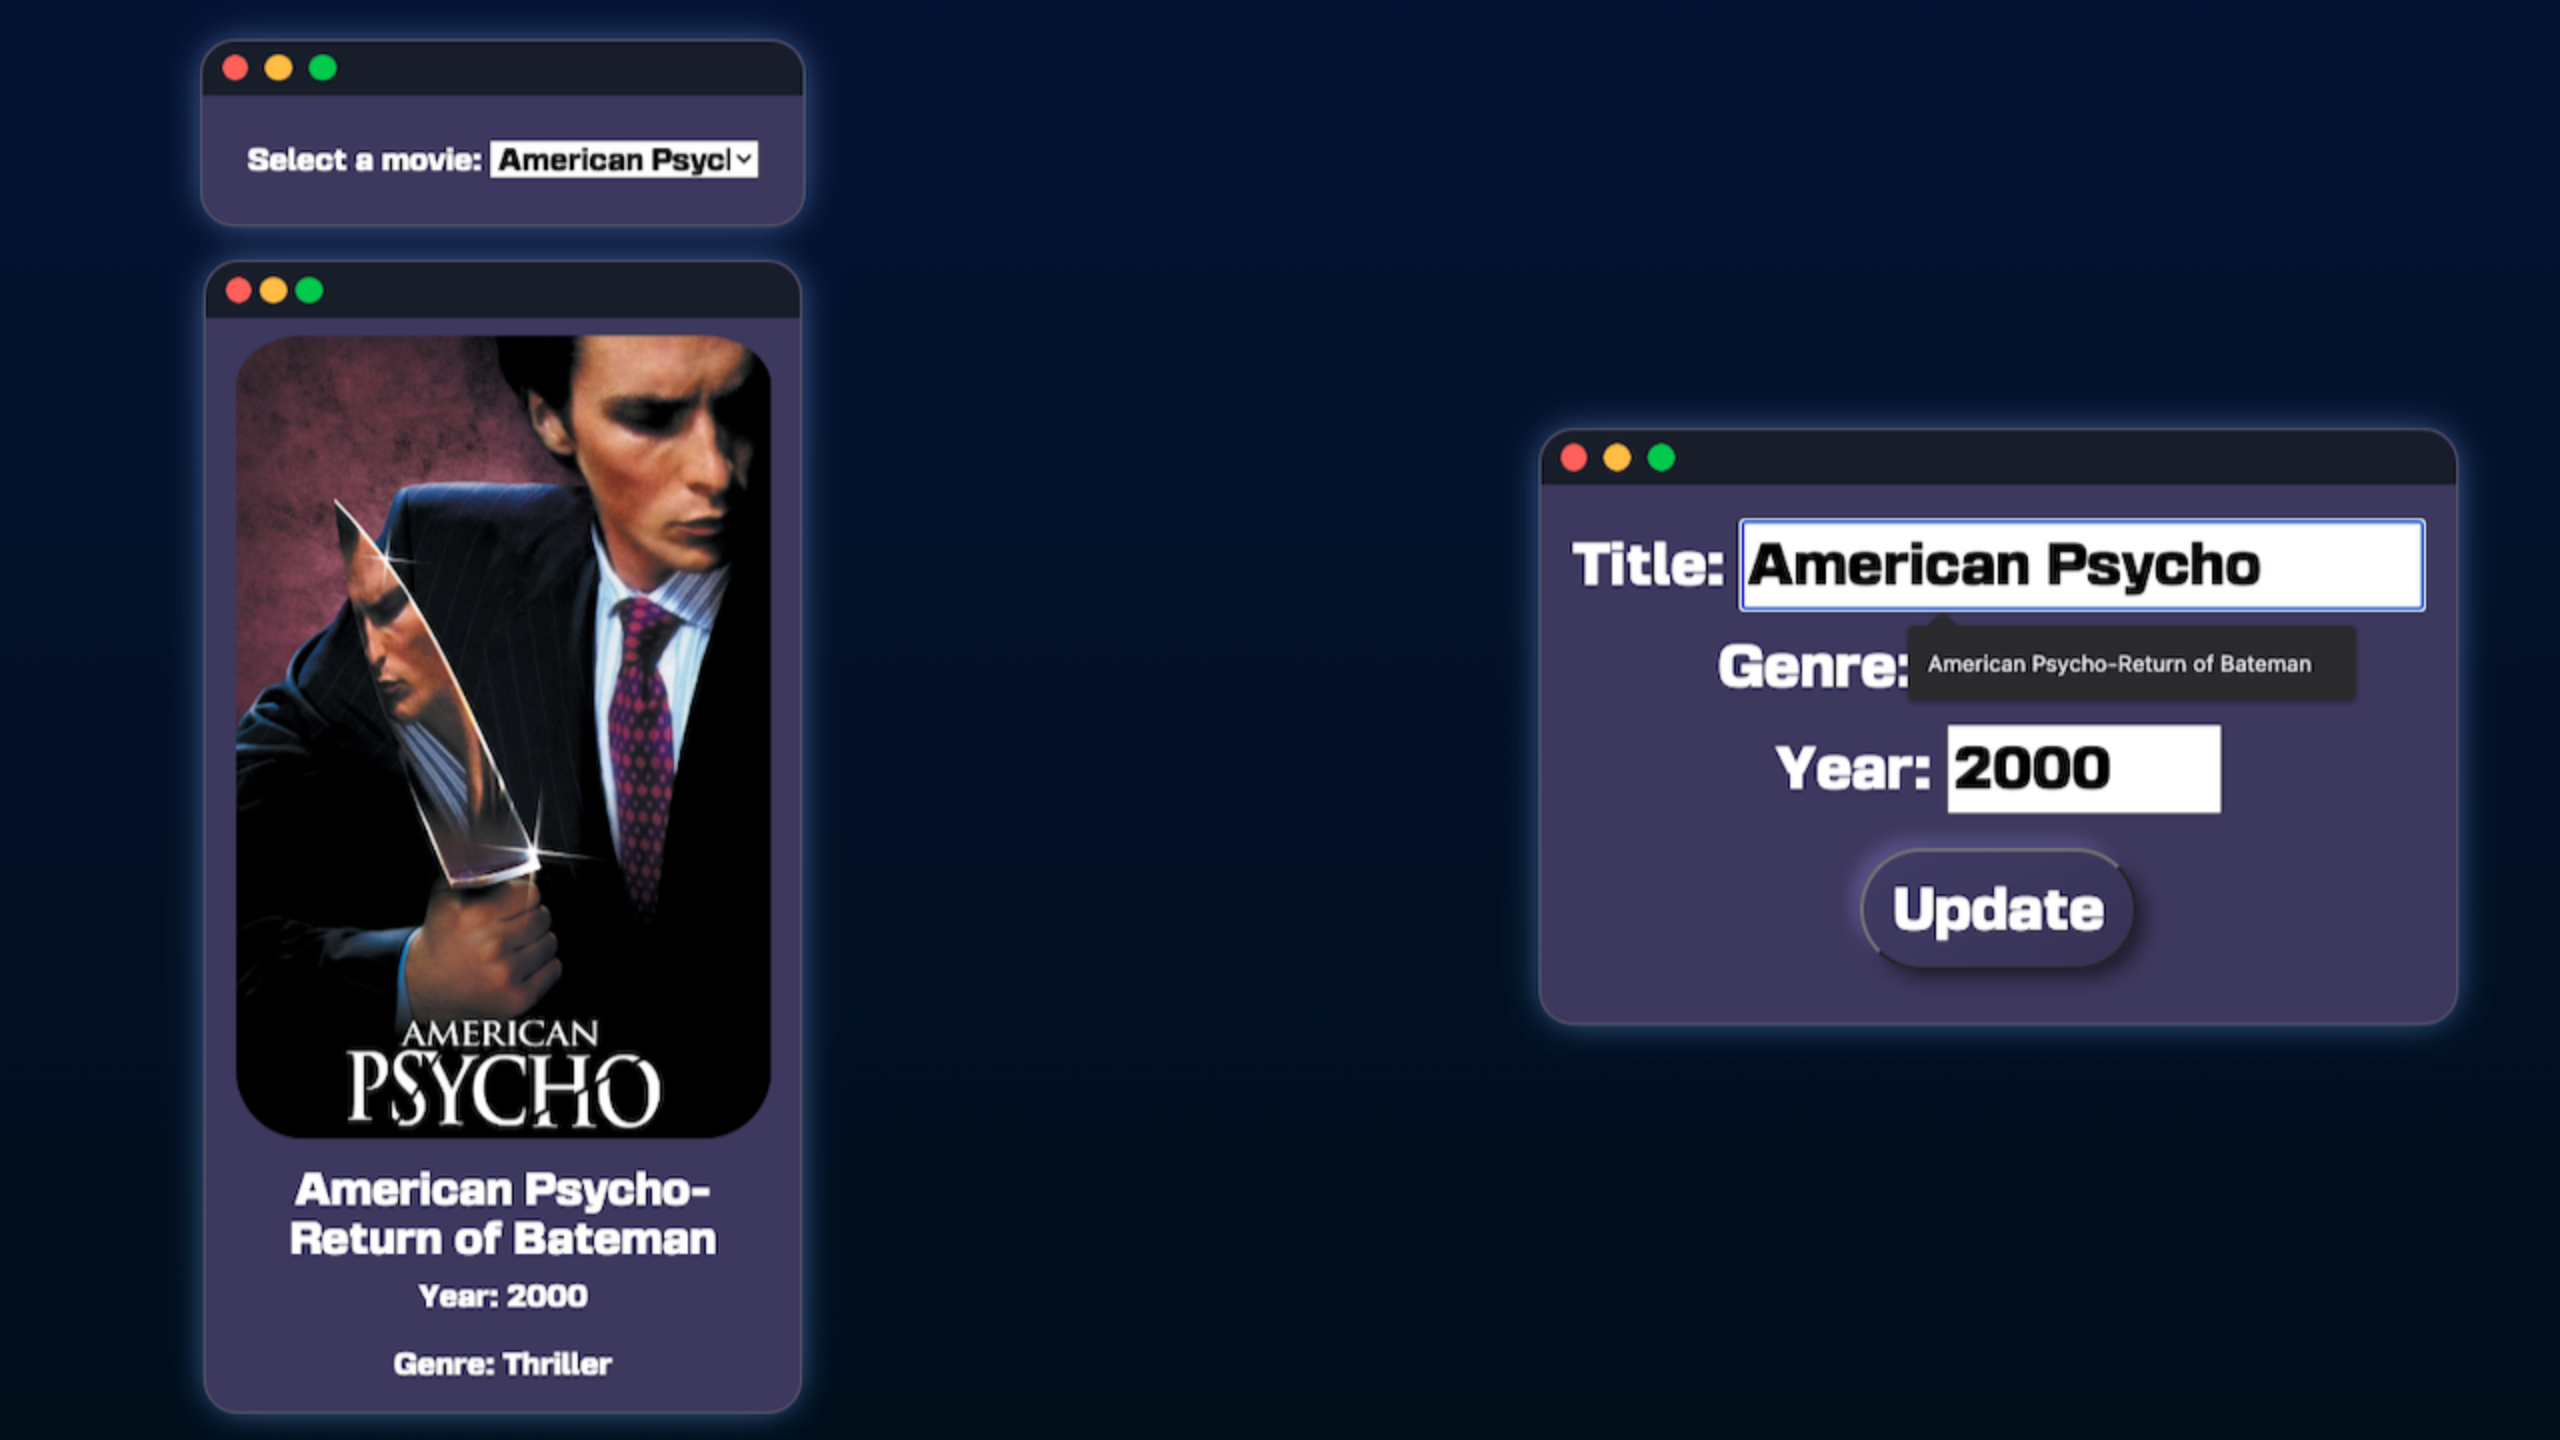 Select a movie: American Psycl
AMERICAN
PSYCHO
American Psycho-
Return of Bateman
Year: 2000
Genre: Thriller
Title: American Psycho
Genre: American Psycho-Return of Bateman
Year: 2000
Update